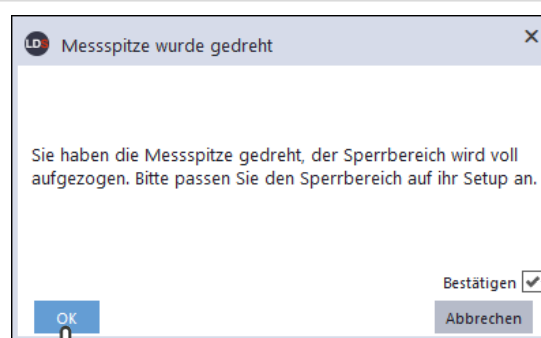 LDS Messspitze wurde gedreht
Sie haben die Messspitze gedreht, der Sperrbereich wird voll
aufgezogen. Bitte passen Sie den Sperrbereich auf ihr Setup an.
Bestätigen
OK Abbrechen